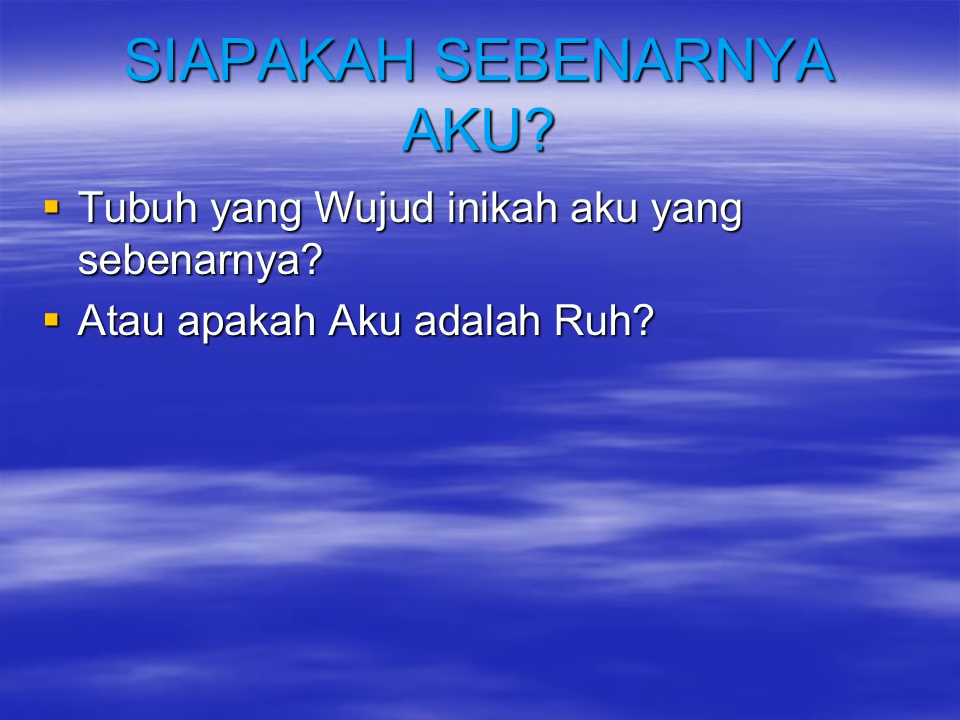 SIAPAKAH SEBENARNYA
AKU?
▪ Tubuh yang Wujud inikah aku yang
sebenarnya?
▪ Atau apakah Aku adalah Ruh?